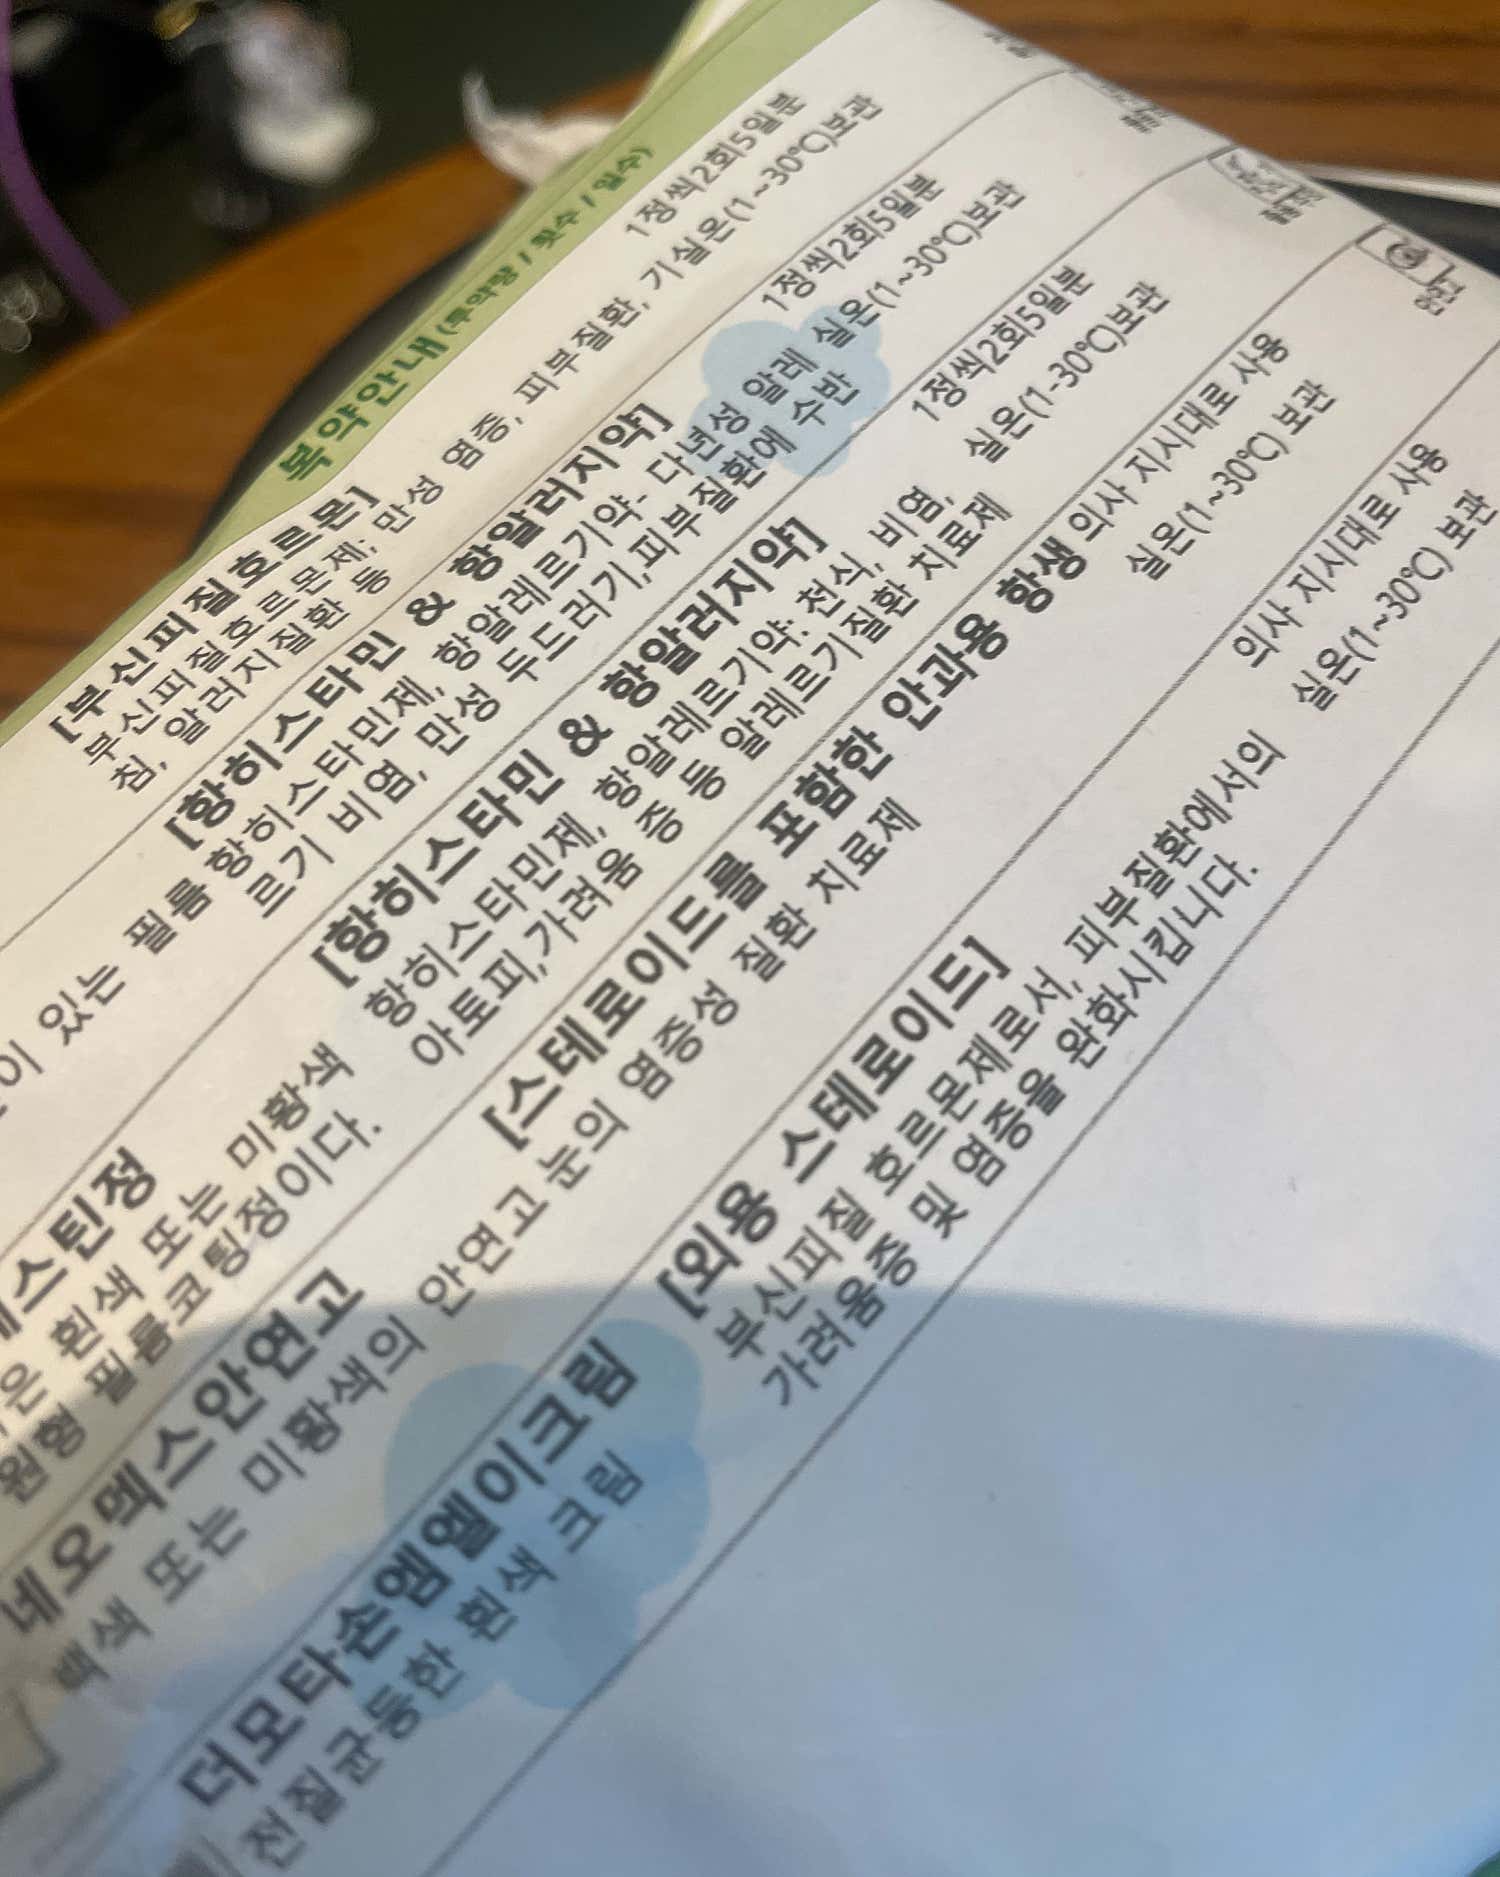 복약안내(투약량 / 횟수 / 일수)
[부신피질호르몬]
1정씩2회5일분
부신피질호르몬제; 만성 염증, 피부질환, 기
실온(1~30℃)보관
침, 알러지질환 등
[항히스타민 & 항알러지약]
1정씩2회5일분
있는 필름
항히스타민제, 항알레르기약- 다년성 알레
실온(1~30℃)보관
르기 비염, 만성 두드러기,피부질환에 수반
[항히스타민 & 항알러지약]
1정씩2회5일분
스틴정
항히스타민제, 항알레르기약: 천식, 비염,
실온(1-30℃)보관
은 흰색 또는 미황색
아토피,가려움 증 등 알레르기질환 치료제
원형 필름코팅정이다.
네오멕스안연고
[스테로이드를 포함한 안과용 항생
의사 지시대로 사용
백색 또는 미황색의 안연고
눈의 염증성 질환 치료제
실온(1~30℃) 보관
더모타손엠엘이크림
[외용 스테로이드]
의사 지시대로 사용
전질균등한 흰색 크림
부신피질 호르몬제로서, 피부질환에서의
실온(1~30℃) 보관
가려움증 및 염증을 완화시킵니다.